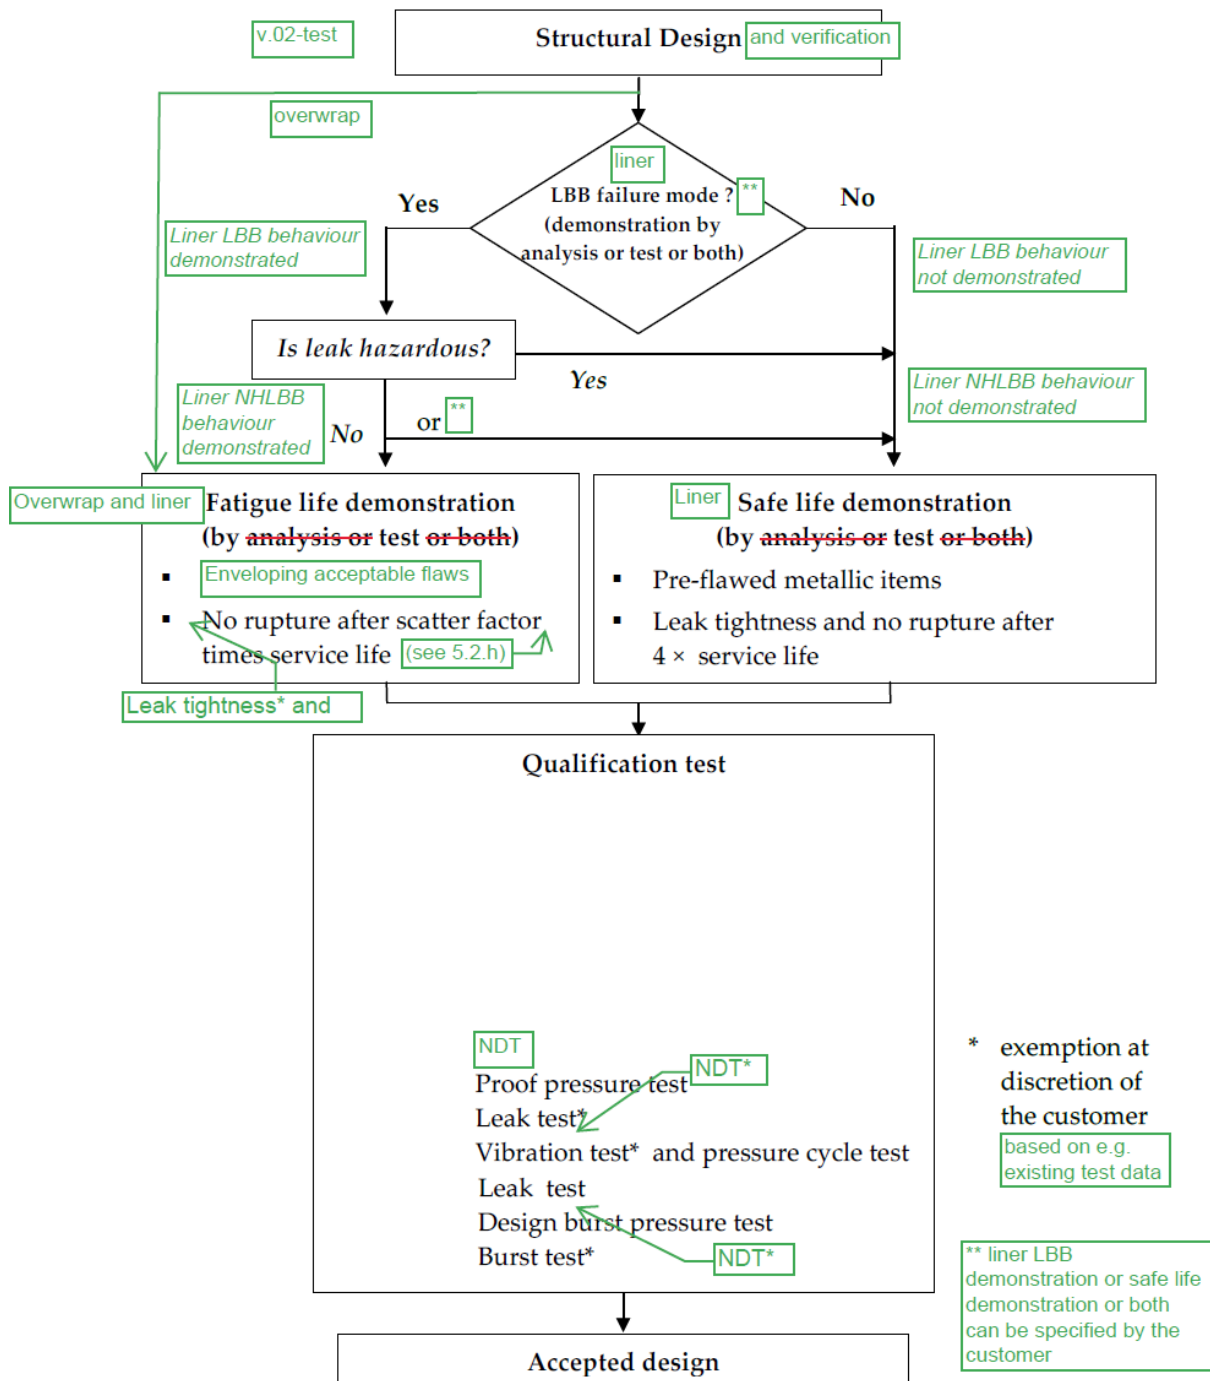 v.02-test
Structural Design and verification
overwrap
liner
LBB failure mode ? **
(demonstration by
analysis or test or both)
Yes
No
Liner LBB behaviour
demonstrated
Liner LBB behaviour
not demonstrated
Is leak hazardous?
Yes
Liner NHLBB
behaviour
demonstrated
No
or **
Liner NHLBB behaviour
not demonstrated
Overwrap and liner Fatigue life demonstration
(by analysis or test or both)
▪ Enveloping acceptable flaws
▪ No rupture after scatter factor
times service life (see 5.2.h)
Leak tightness* and
Liner Safe life demonstration
(by analysis or test or both)
▪ Pre-flawed metallic items
▪ Leak tightness and no rupture after
4 × service life
Qualification test
NDT
Proof pressure test
NDT*
Leak test*
Vibration test* and pressure cycle test
Leak test
Design burst pressure test
Burst test*
NDT*
* exemption at
discretion of
the customer
based on e.g.
existing test data
** liner LBB
demonstration or safe life
demonstration or both
can be specified by the
customer
Accepted design